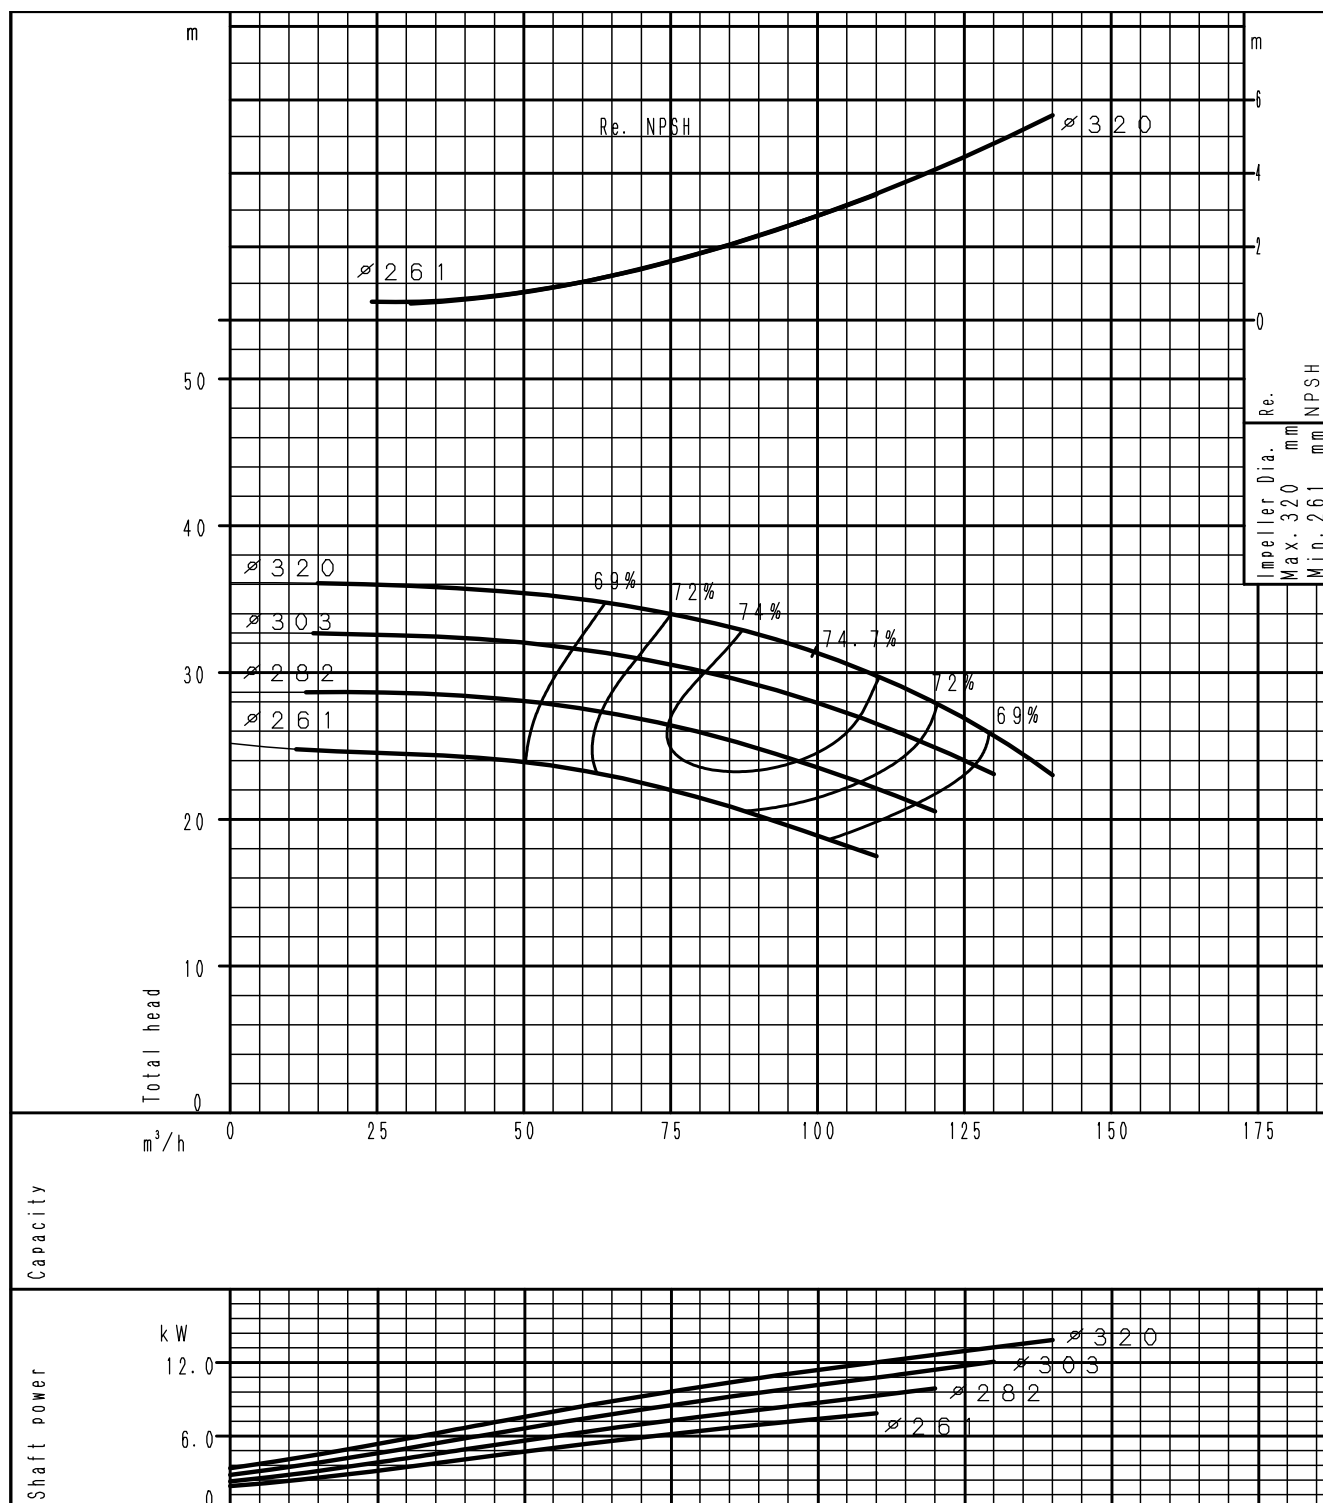 m
m
6
Re. NPSH
ø320
4
2
ø261
0
Re.
NPSH
50
Impeller Dia.
Max. 320 mm
Min. 261 mm
40
ø320
69%
72%
74%
ø303
74.7%
30
ø282
72%
ø261
69%
20
10
Total head
0
m³/h
0 25 50 75 100 125 150 175
Capacity
kW
ø320
12.0
ø303
ø282
ø261
6.0
Shaft power
0